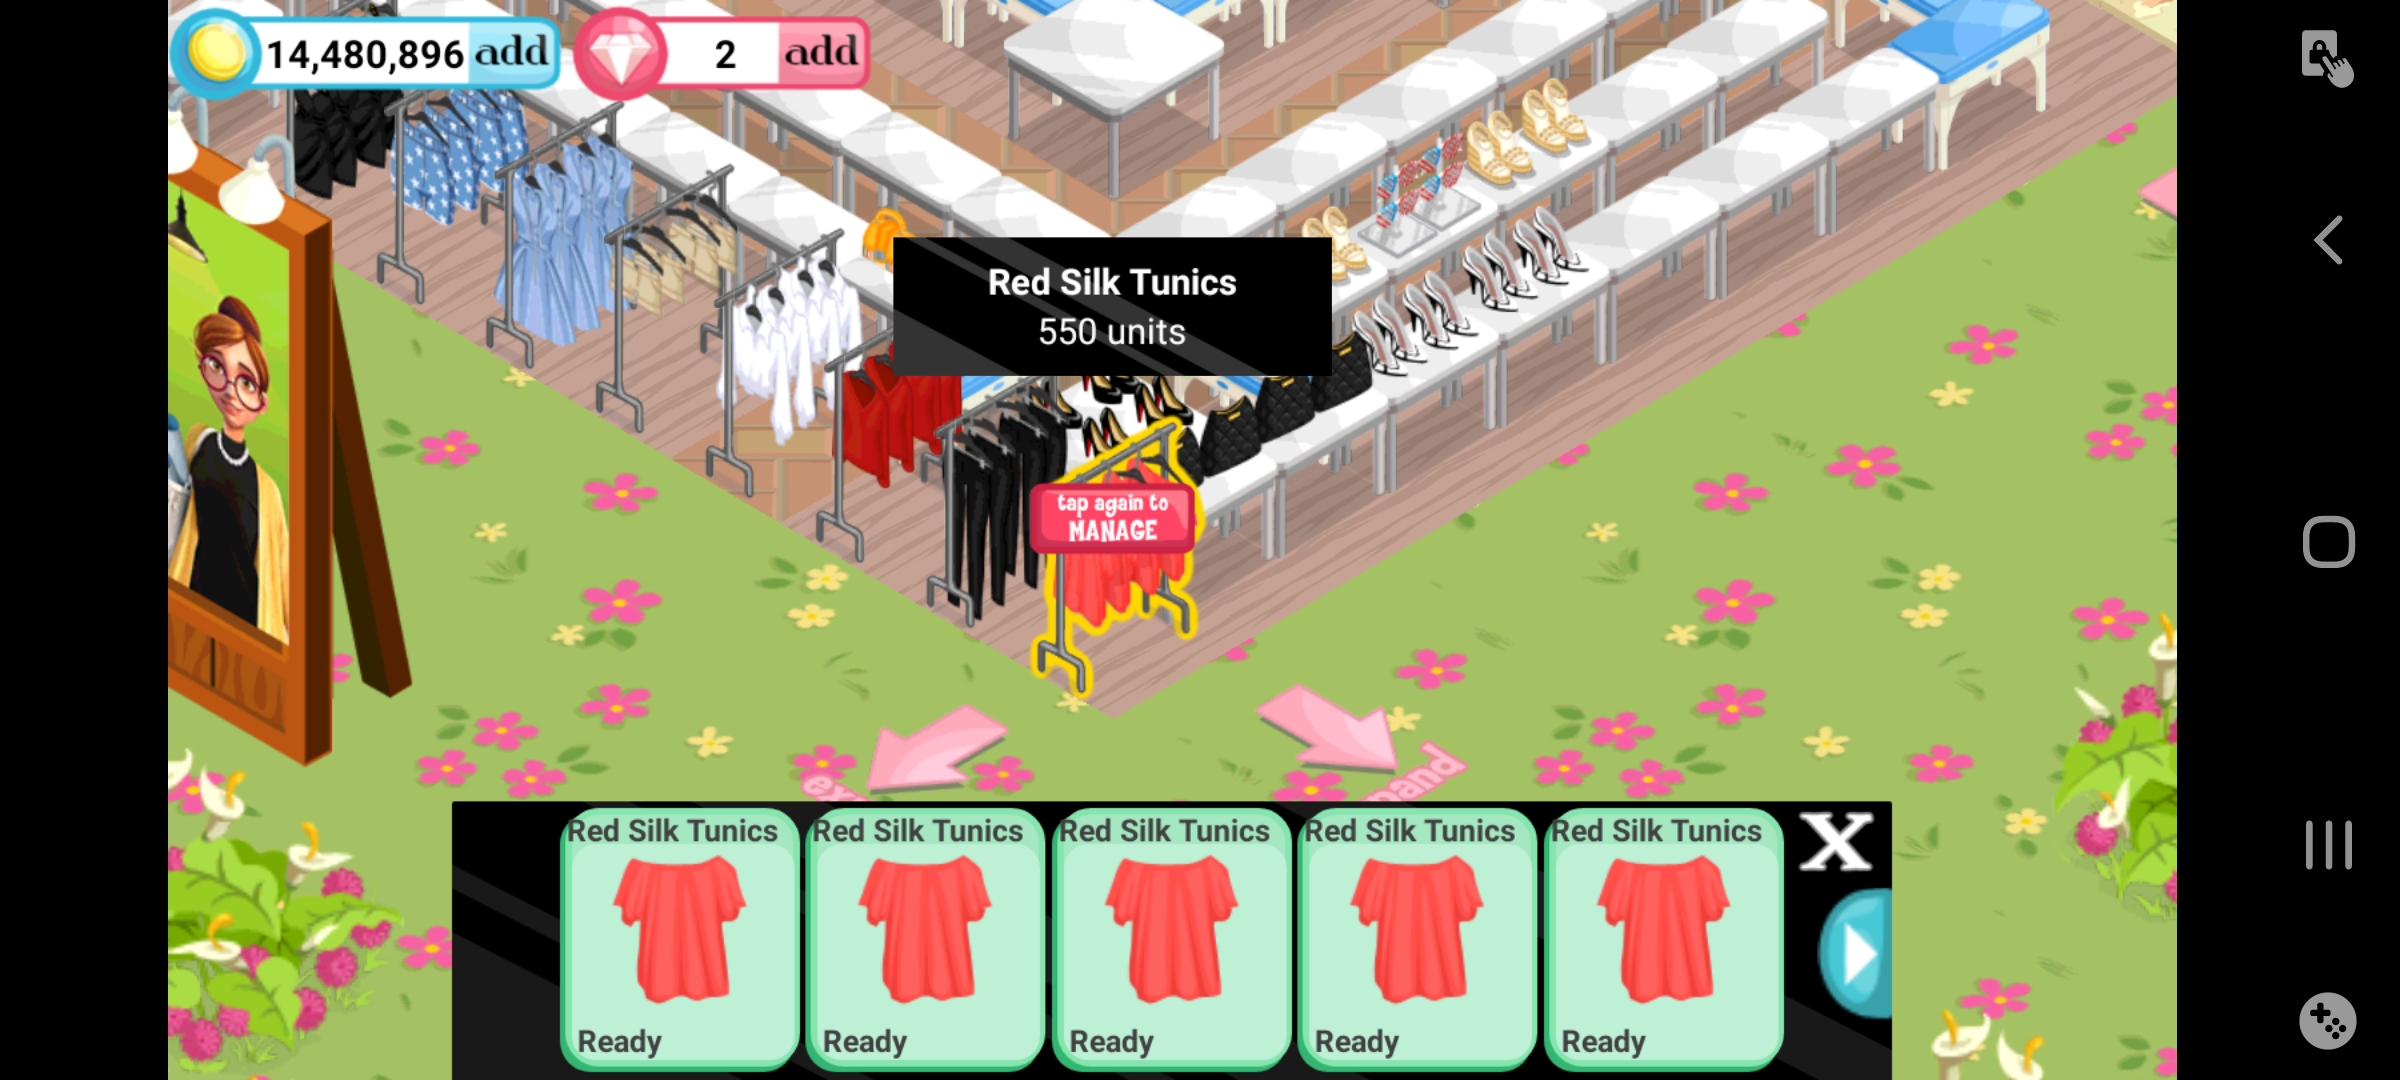 14,480,896 add
2 add
Red Silk Tunics
550 units
tap again to
MANAGE
Red Silk Tunics
Ready
Red Silk Tunics
Ready
Red Silk Tunics
Ready
Red Silk Tunics
Ready
Red Silk Tunics
Ready
X